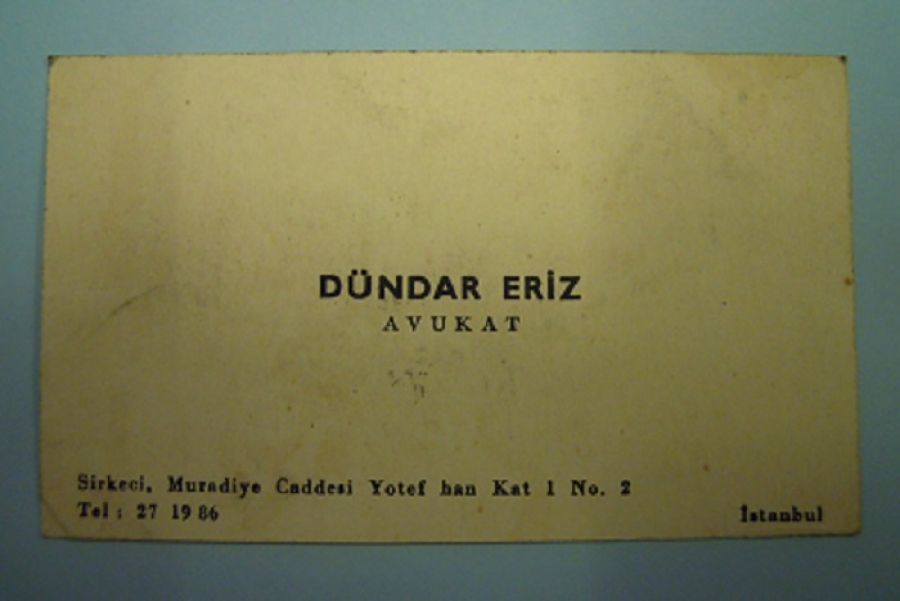 DÜNDAR ERİZ
AVUKAT
Sirkeci, Muradiye Caddesi Yotef han Kat 1 No. 2
Tel : 27 19 86
İstanbul